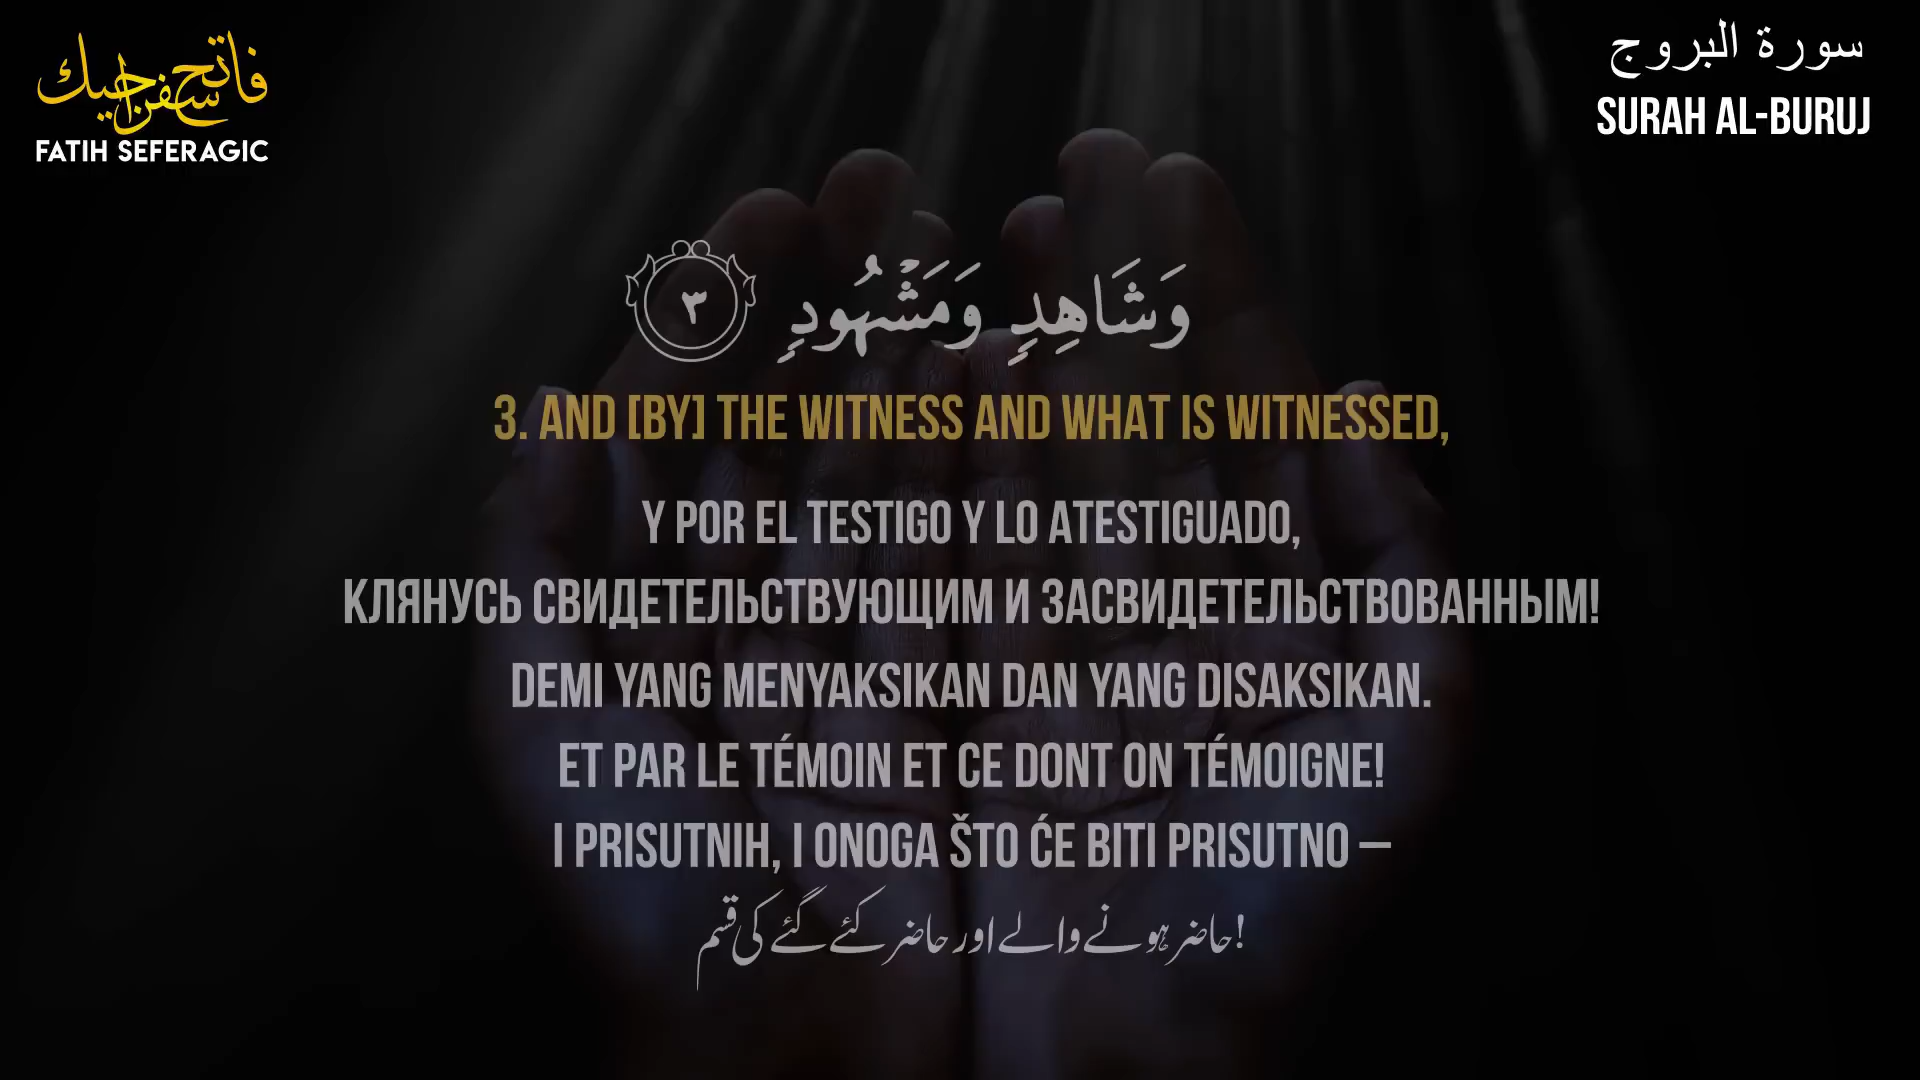 فاتح سفراجيك
FATIH SEFERAGIC
سورة البروج
SURAH AL-BURUJ
وَشَاهِدٍ وَمَشْهُودٍ ٣
3. AND [BY] THE WITNESS AND WHAT IS WITNESSED,
Y POR EL TESTIGO Y LO ATESTIGUADO,
КЛЯНУСЬ СВИДЕТЕЛЬСТВУЮЩИМ И ЗАСВИДЕТЕЛЬСТВОВАННЫМ!
DEMI YANG MENYAKSIKAN DAN YANG DISAKSIKAN.
ET PAR LE TÉMOIN ET CE DONT ON TÉMOIGNE!
I PRISUTNIH, I ONOGA ŠTO ĆE BITI PRISUTNO –
!حاضر ہونے والے اور حاضر کئے گئے کی قسم